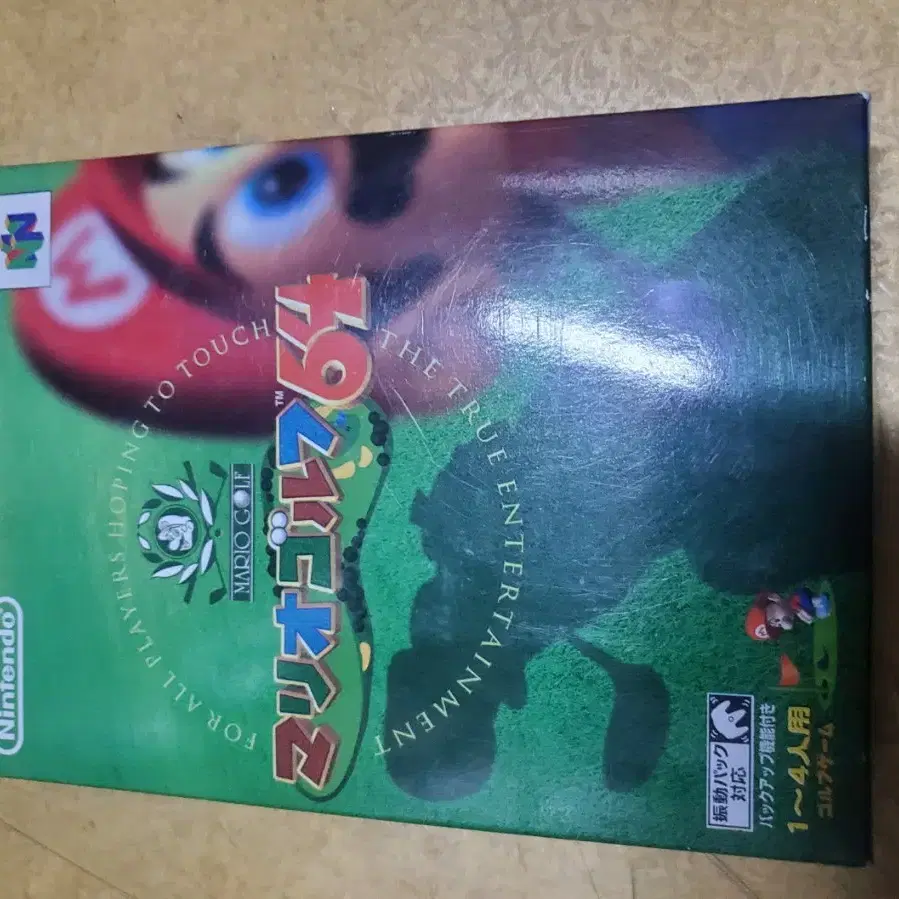 Nintendo
N
M
FOR ALL PLAYERS HOPING TO TOUCH THE TRUE ENTERTAINMENT
MARIO GOLF
マリオゴルフ64™
振動パック
対応
バックアップ機能付き
1～4人用
ゴルフゲーム